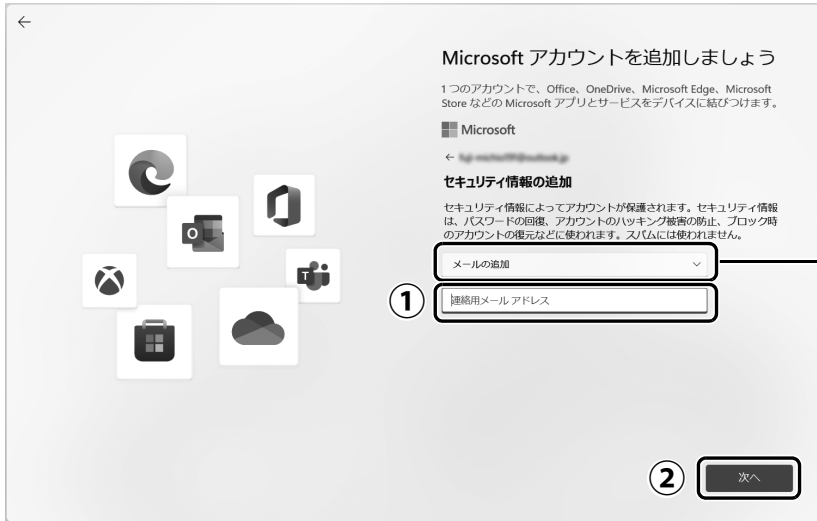 ←
Microsoft アカウントを追加しましょう
1 つのアカウントで、Office、OneDrive、Microsoft Edge、Microsoft
Store などの Microsoft アプリとサービスをデバイスに結びつけます。
Microsoft
←
セキュリティ情報の追加
セキュリティ情報によってアカウントが保護されます。セキュリティ情報
は、パスワードの回復、アカウントのハッキング被害の防止、ブロック時
のアカウントの復元などに使われます。スパムには使われません。
メールの追加
① 連絡用メール アドレス
② 次へ